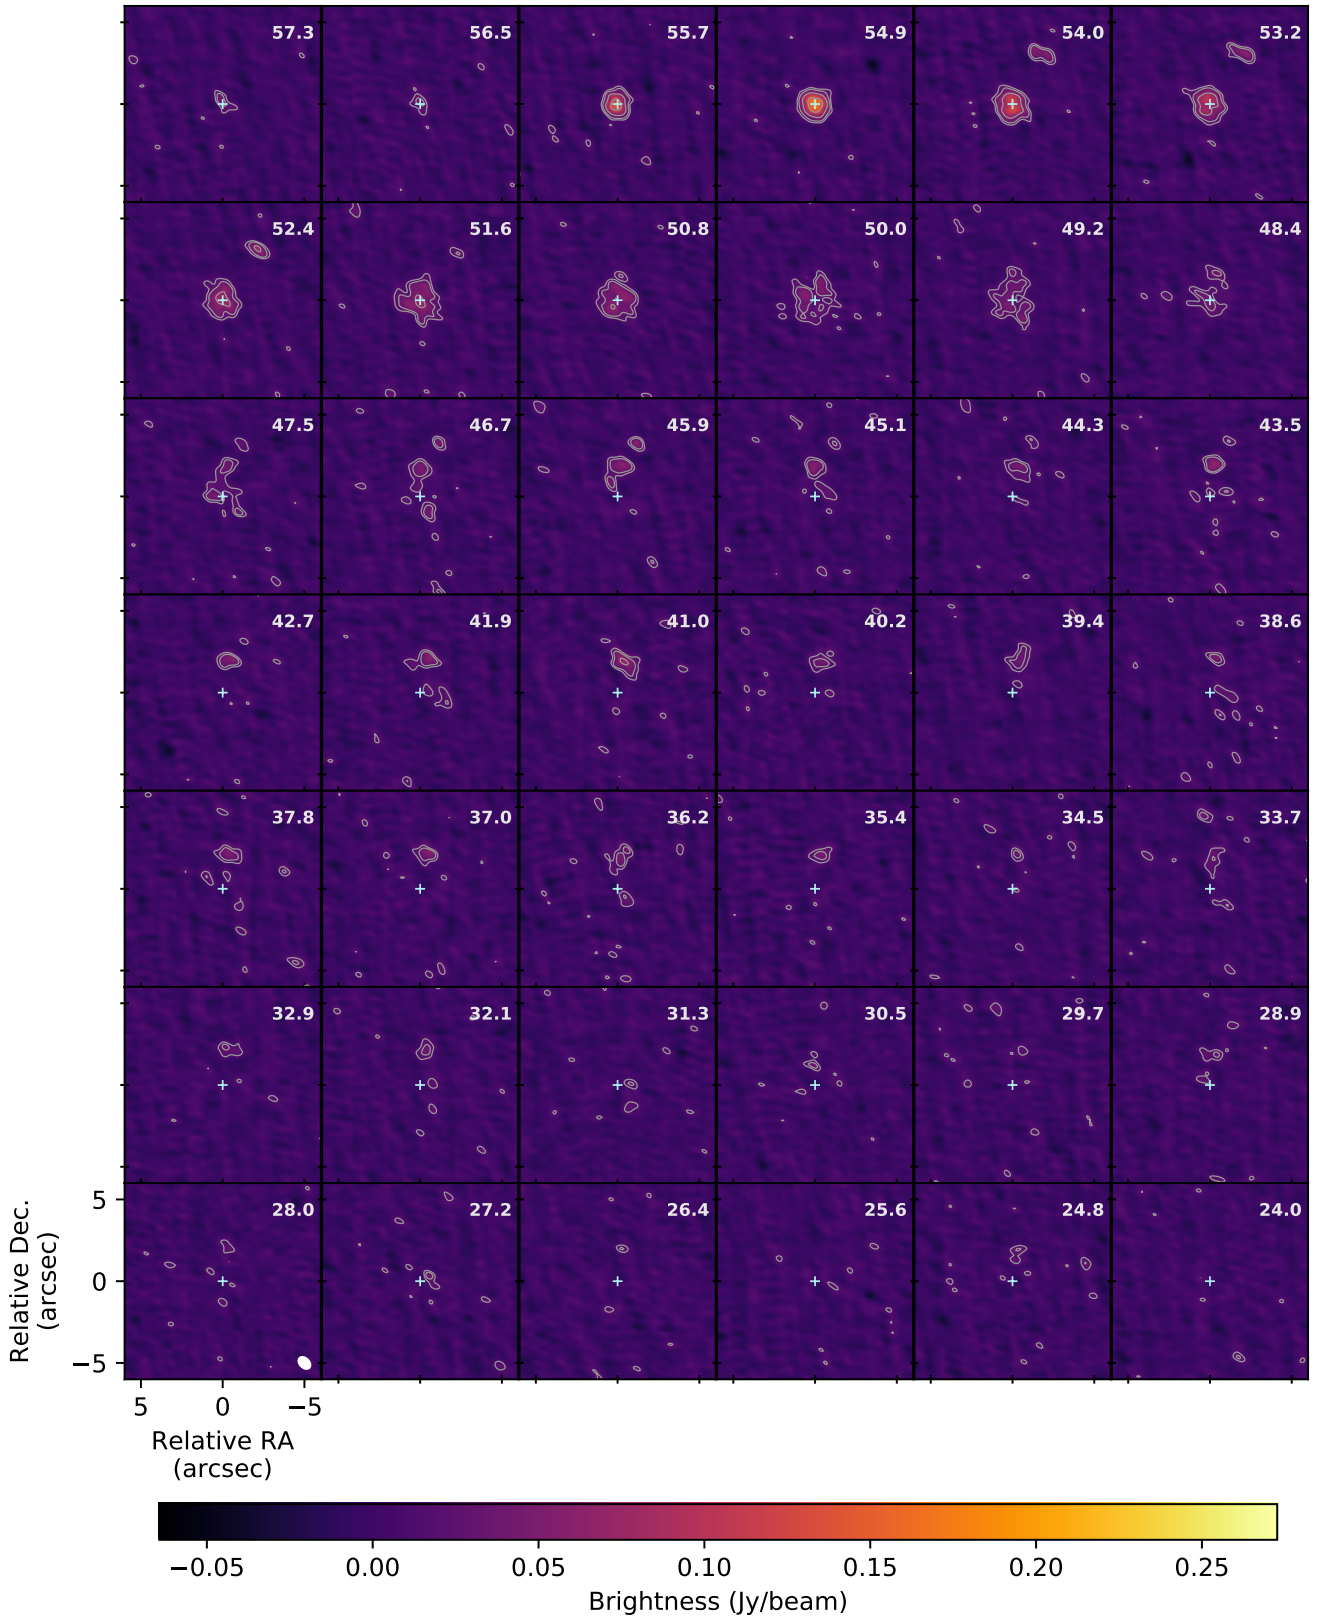 57.3 56.5 55.7 54.9 54.0 53.2
52.4 51.6 50.8 50.0 49.2 48.4
47.5 46.7 45.9 45.1 44.3 43.5
42.7 41.9 41.0 40.2 39.4 38.6
37.8 37.0 36.2 35.4 34.5 33.7
32.9 32.1 31.3 30.5 29.7 28.9
28.0 27.2 26.4 25.6 24.8 24.0
5
0
−5
Relative Dec.
(arcsec)
5 0 −5
Relative RA
(arcsec)
−0.05 0.00 0.05 0.10 0.15 0.20 0.25
Brightness (Jy/beam)